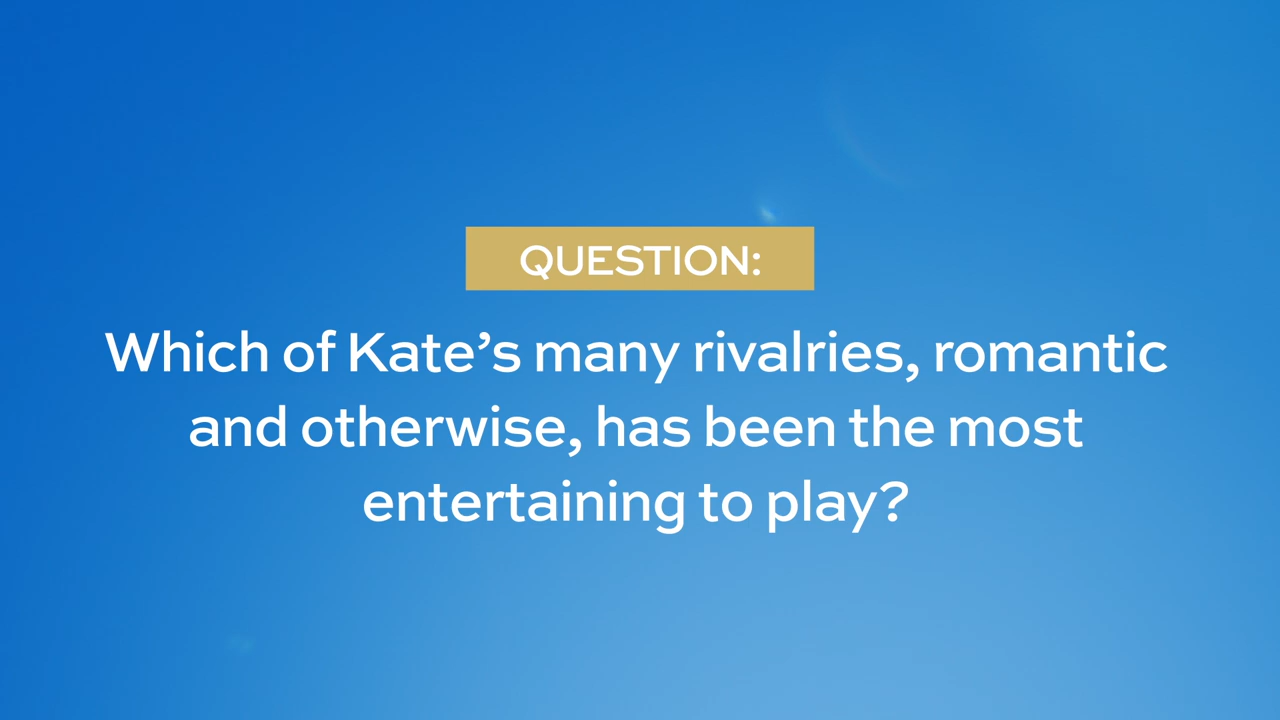 QUESTION:
Which of Kate’s many rivalries, romantic
and otherwise, has been the most
entertaining to play?